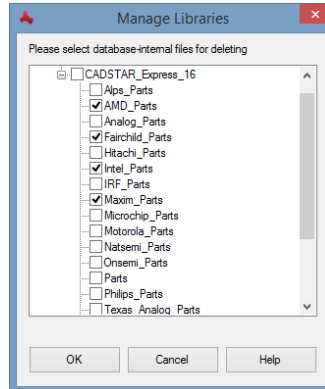 Manage Libraries
Please select database-internal files for deleting
CADSTAR_Express_16
Alps_Parts
AMD_Parts
Analog_Parts
Fairchild_Parts
Hitachi_Parts
Intel_Parts
IRF_Parts
Maxim_Parts
Microchip_Parts
Motorola_Parts
Natsemi_Parts
Onsemi_Parts
Parts
Philips_Parts
Texas_Analog_Parts
OK
Cancel
Help